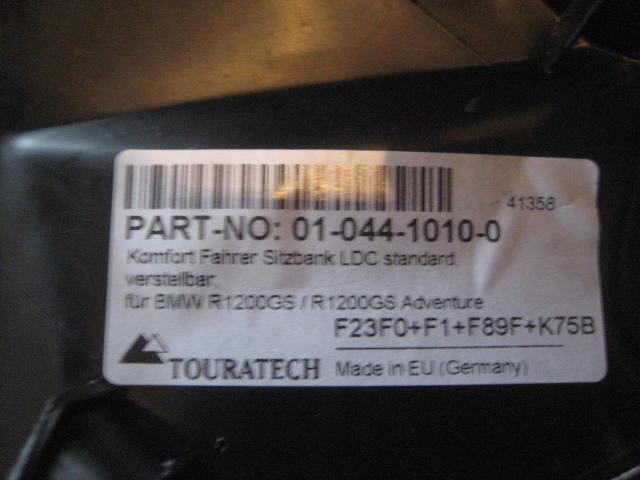 41358
PART-NO: 01-044-1010-0
Komfort Fahrer Sitzbank LDC standard,
verstellbar,
für BMW R1200GS / R1200GS Adventure
F23F0+F1+F89F+K75B
TOURATECH Made in EU (Germany)